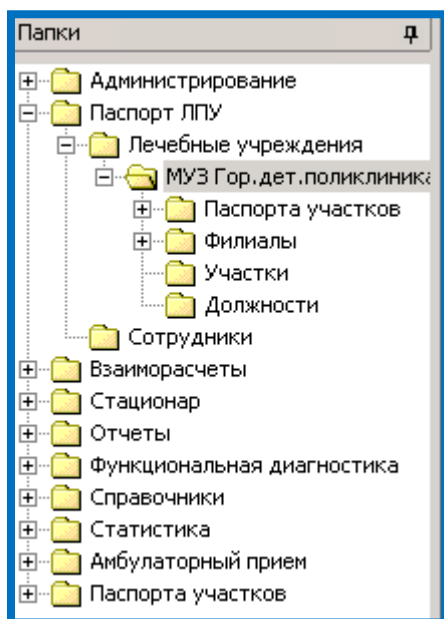 Папки
Администрирование
Паспорт ЛПУ
Лечебные учреждения
МУЗ Гор.дет.поликлиника
Паспорта участков
Филиалы
Участки
Должности
Сотрудники
Взаиморасчеты
Стационар
Отчеты
Функциональная диагностика
Справочники
Статистика
Амбулаторный прием
Паспорта участков